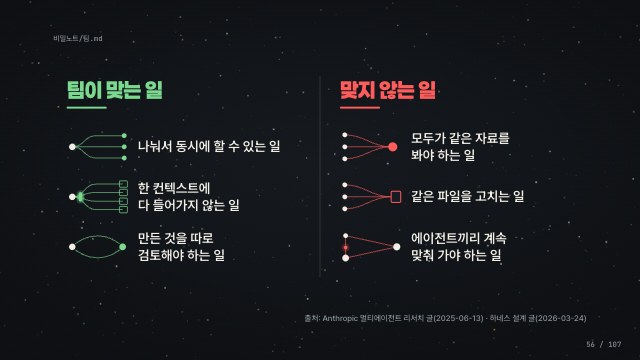 비밀노트/팀.md
팀이 맞는 일
나눠서 동시에 할 수 있는 일
한 컨텍스트에
다 들어가지 않는 일
만든 것을 따로
검토해야 하는 일
맞지 않는 일
모두가 같은 자료를
봐야 하는 일
같은 파일을 고치는 일
에이전트끼리 계속
맞춰 가야 하는 일
출처: Anthropic 멀티에이전트 리서치 글(2025-06-13) · 하네스 설계 글(2026-03-24)
56 / 107